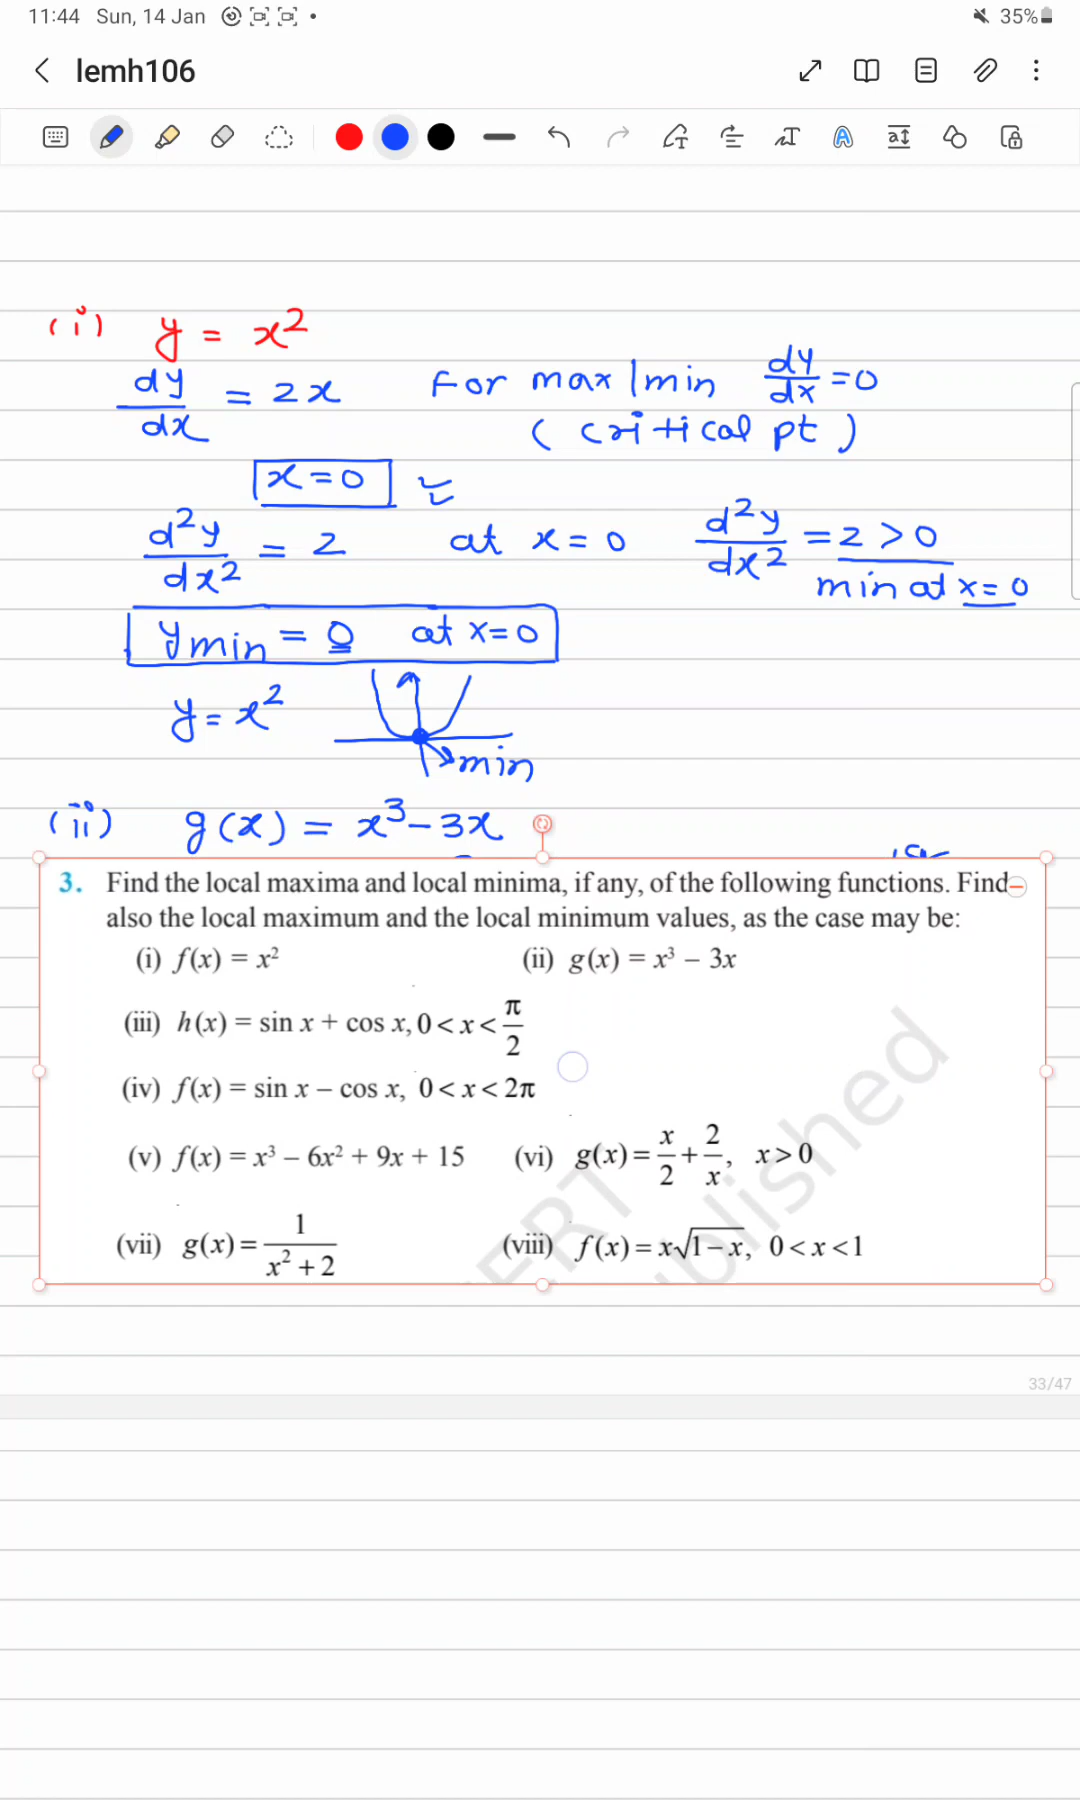 11:44 Sun, 14 Jan 35%
lemh106
(i) y = x²
dy/dx = 2x For max/min dy/dx = 0
(critical pt)
x = 0
d²y/dx² = 2 at x = 0 d²y/dx² = 2 > 0
min at x = 0
y min = 0 at x = 0
y = x²
min
(ii) g(x) = x³ – 3x
3. Find the local maxima and local minima, if any, of the following functions. Find
also the local maximum and the local minimum values, as the case may be:
(i) f(x) = x² (ii) g(x) = x³ – 3x
(iii) h(x) = sin x + cos x, 0 < x < π/2
(iv) f(x) = sin x – cos x, 0 < x < 2π
(v) f(x) = x³ – 6x² + 9x + 15 (vi) g(x) = x/2 + 2/x, x > 0
(vii) g(x) = 1/(x² + 2) (viii) f(x) = x√1 – x, 0 < x < 1
33/47